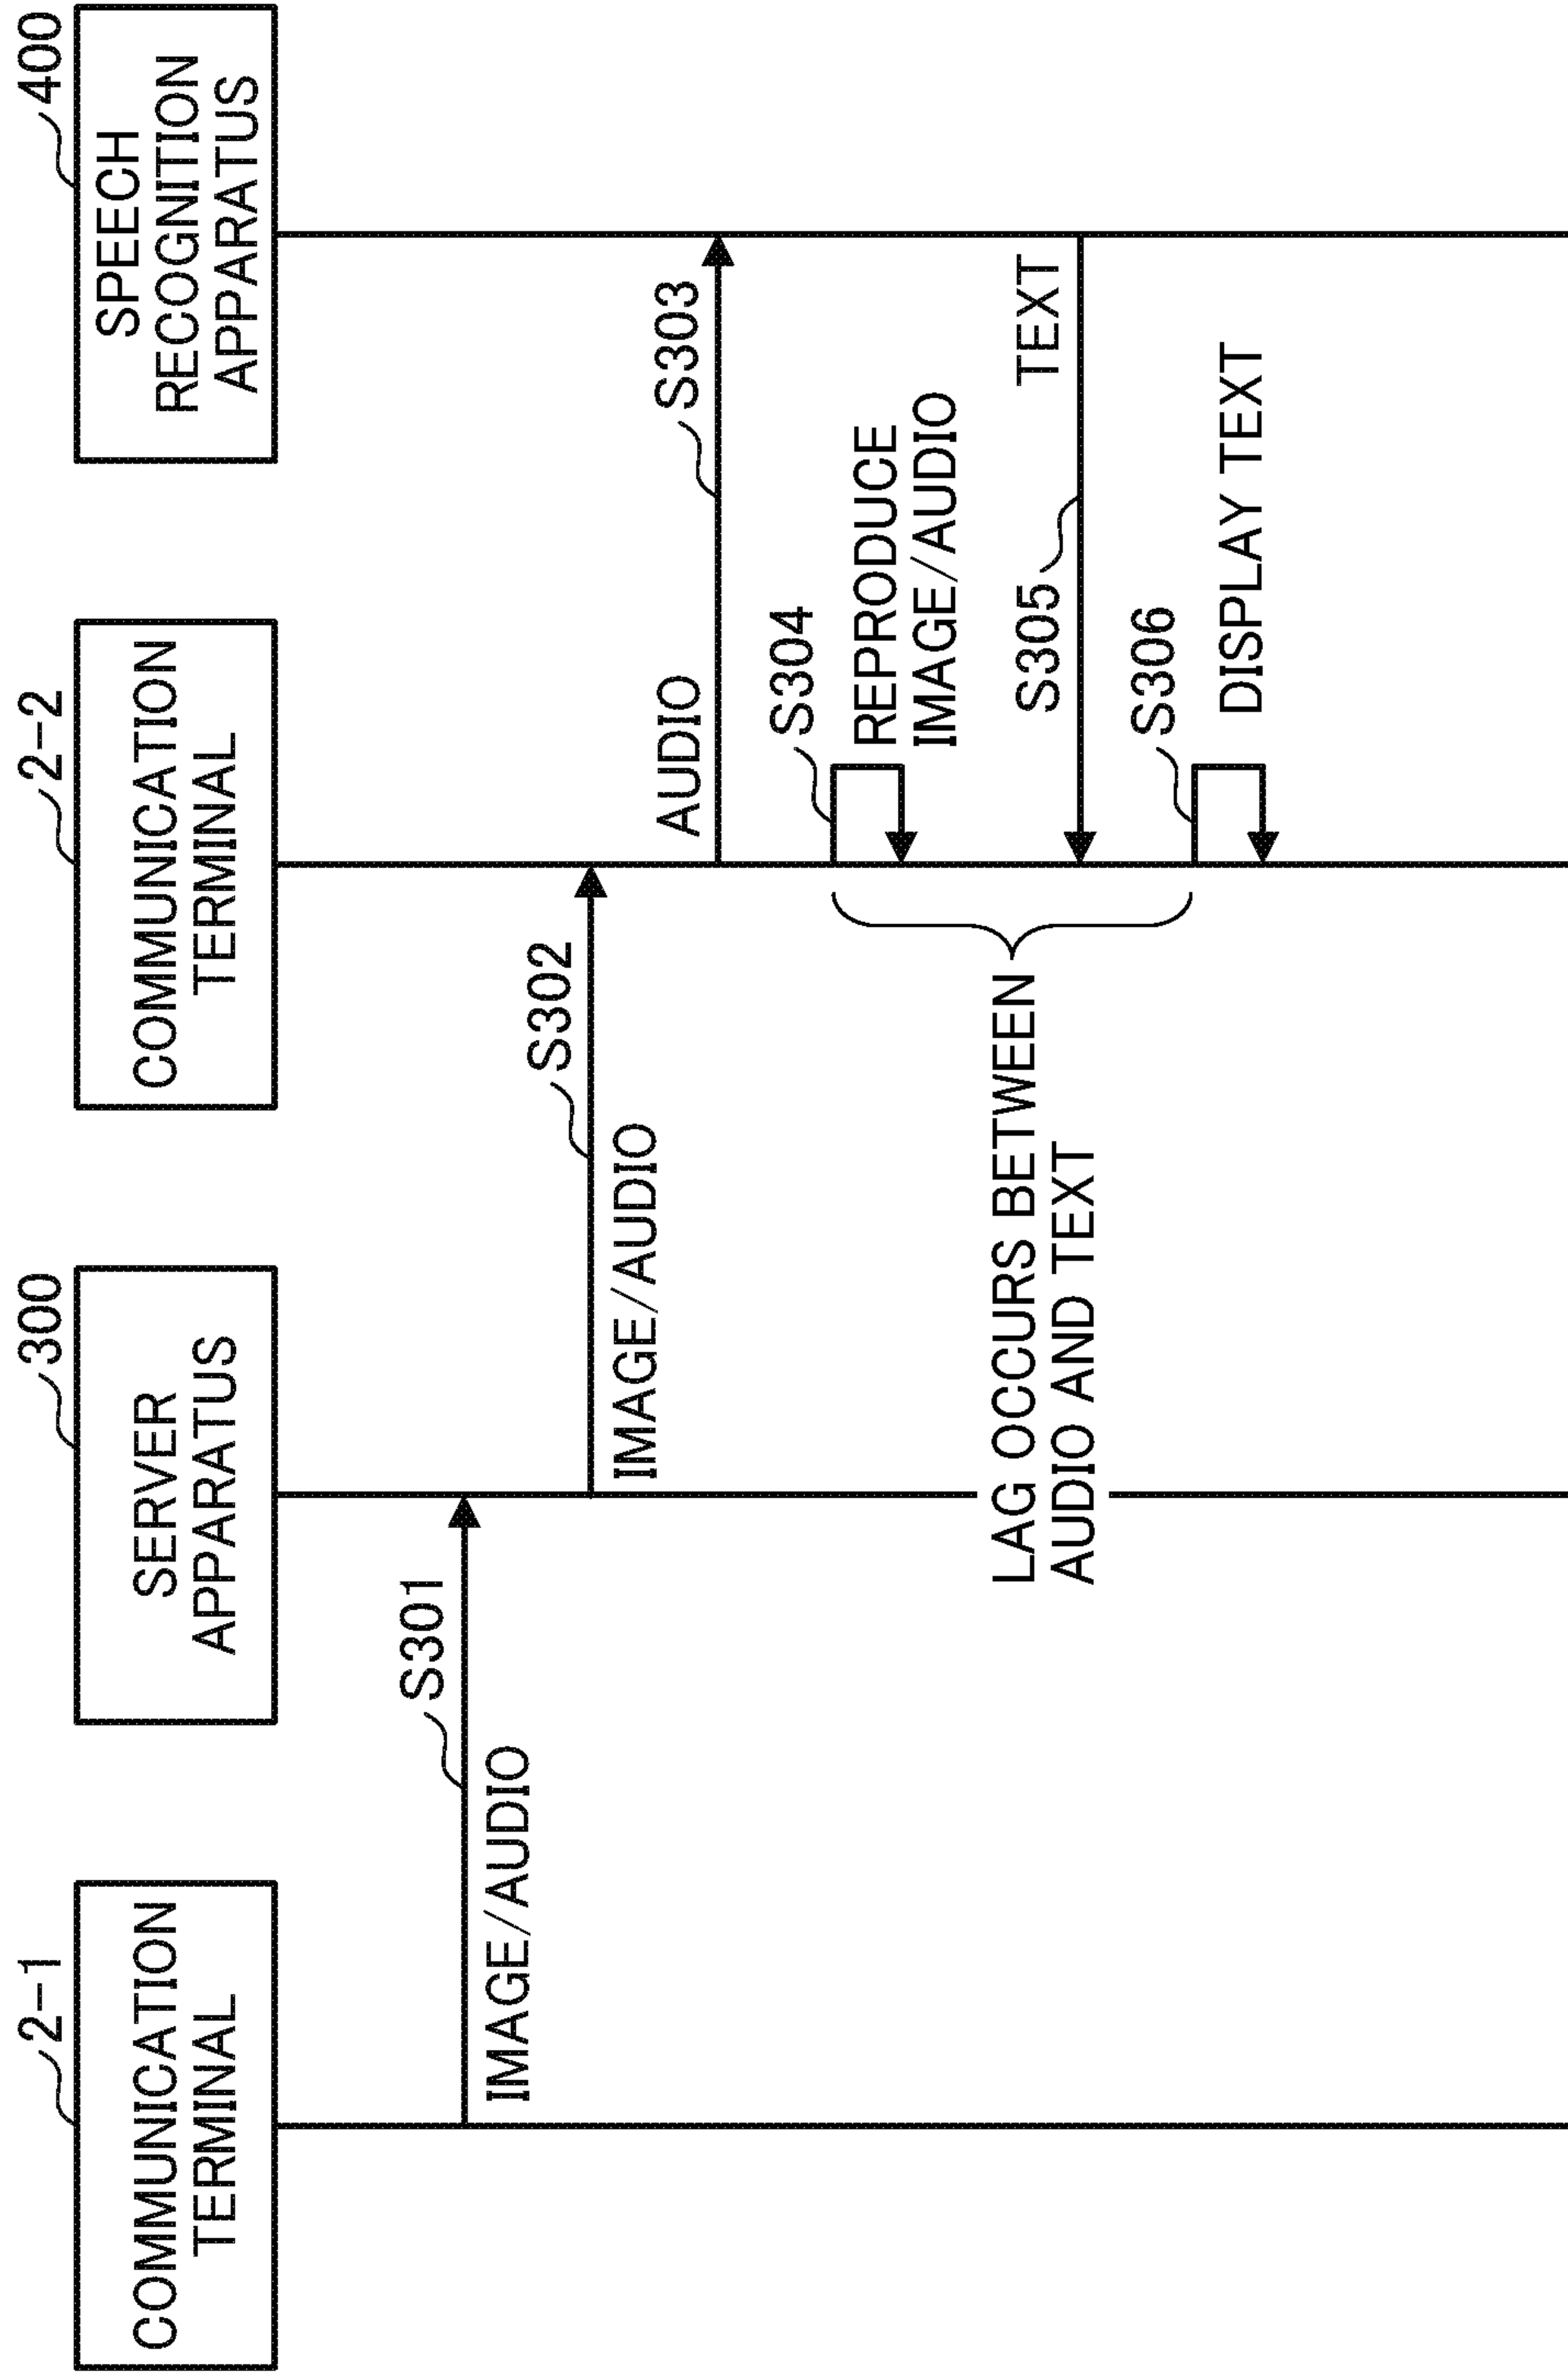 2-1
COMMUNICATION
TERMINAL
300
SERVER
APPARATUS
2-2
COMMUNICATION
TERMINAL
400
SPEECH
RECOGNITION
APPARATUS
S301
IMAGE/AUDIO
S302
IMAGE/AUDIO
AUDIO
S303
S304
REPRODUCE
IMAGE/AUDIO
LAG OCCURS BETWEEN
AUDIO AND TEXT
S305
TEXT
S306
DISPLAY TEXT